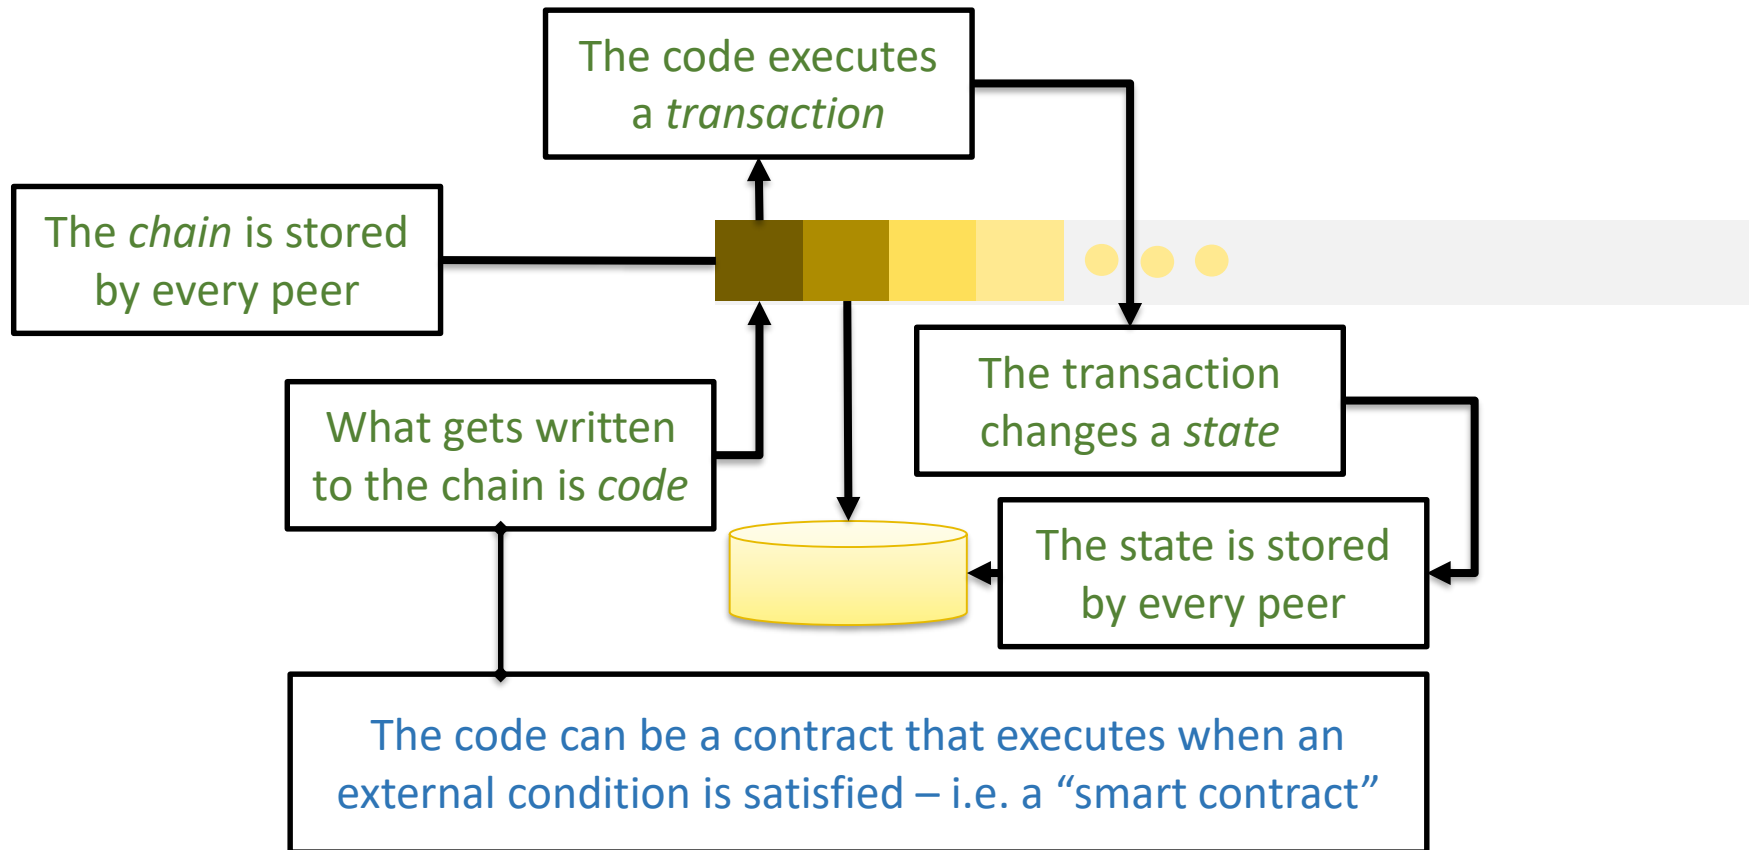 The code executes
a transaction
The chain is stored
by every peer
The transaction
changes a state
What gets written
to the chain is code
The state is stored
by every peer
The code can be a contract that executes when an
external condition is satisfied – i.e. a “smart contract”